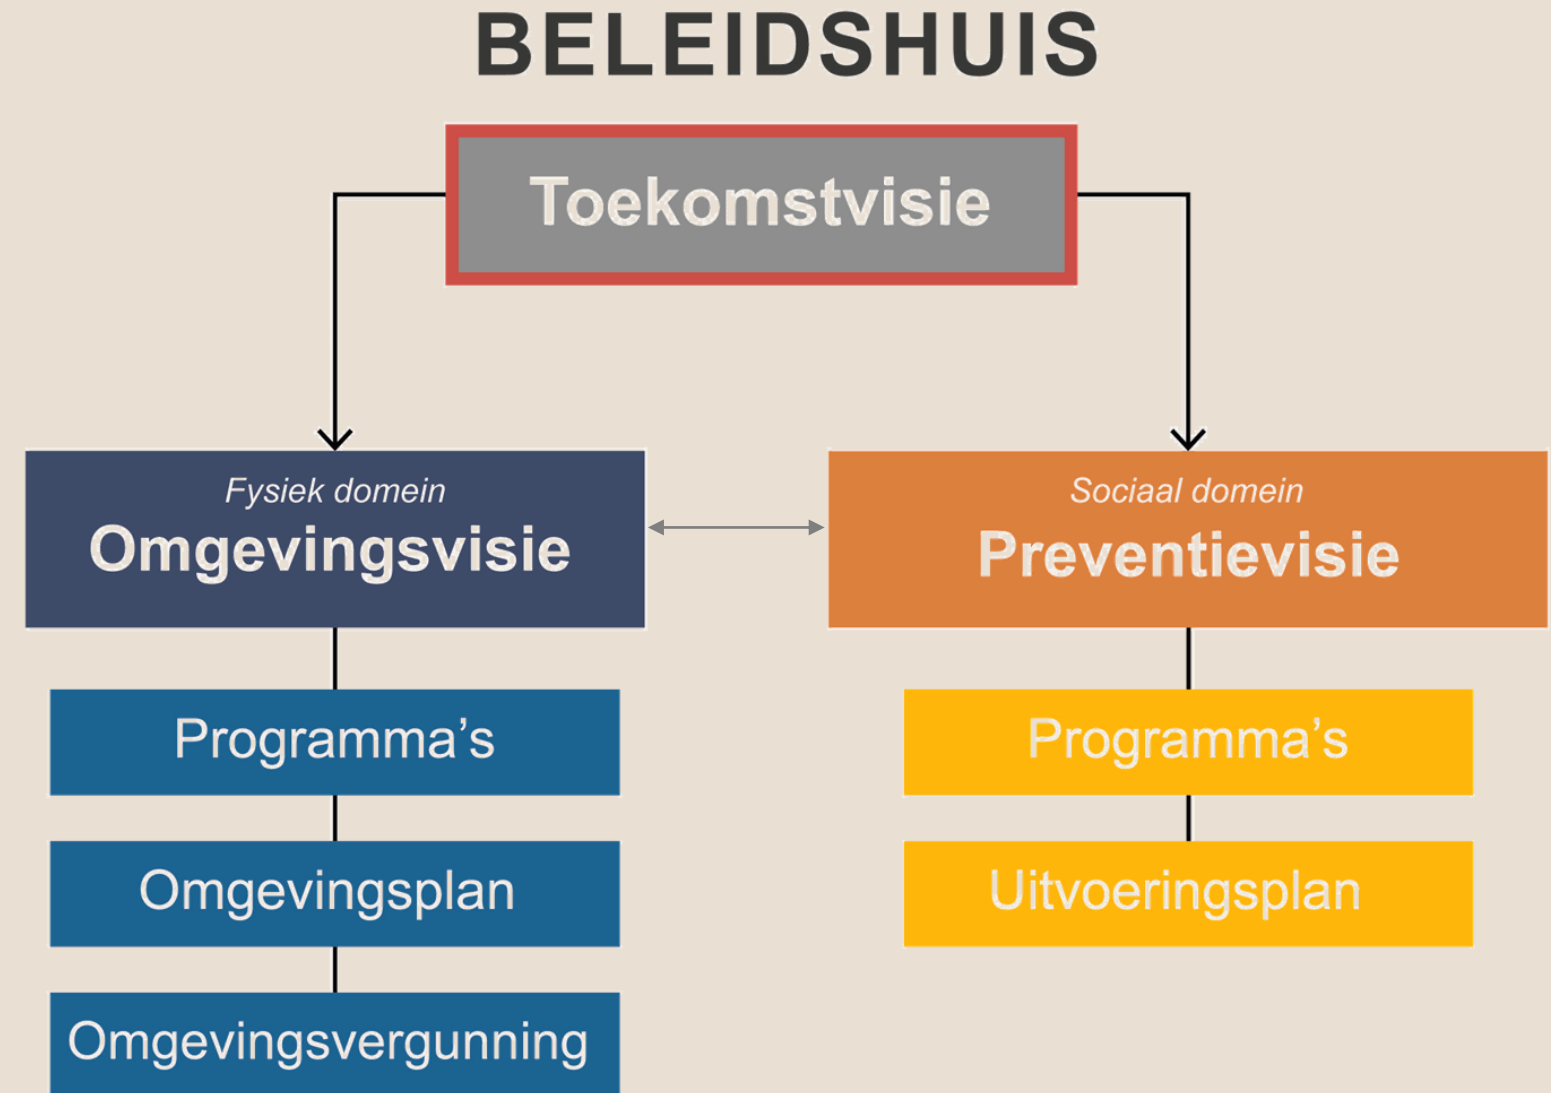 BELEIDSHUIS
Toekomstvisie
Fysiek domein
Omgevingsvisie
Programma’s
Omgevingsplan
Omgevingsvergunning
Sociaal domein
Preventievisie
Programma’s
Uitvoeringsplan